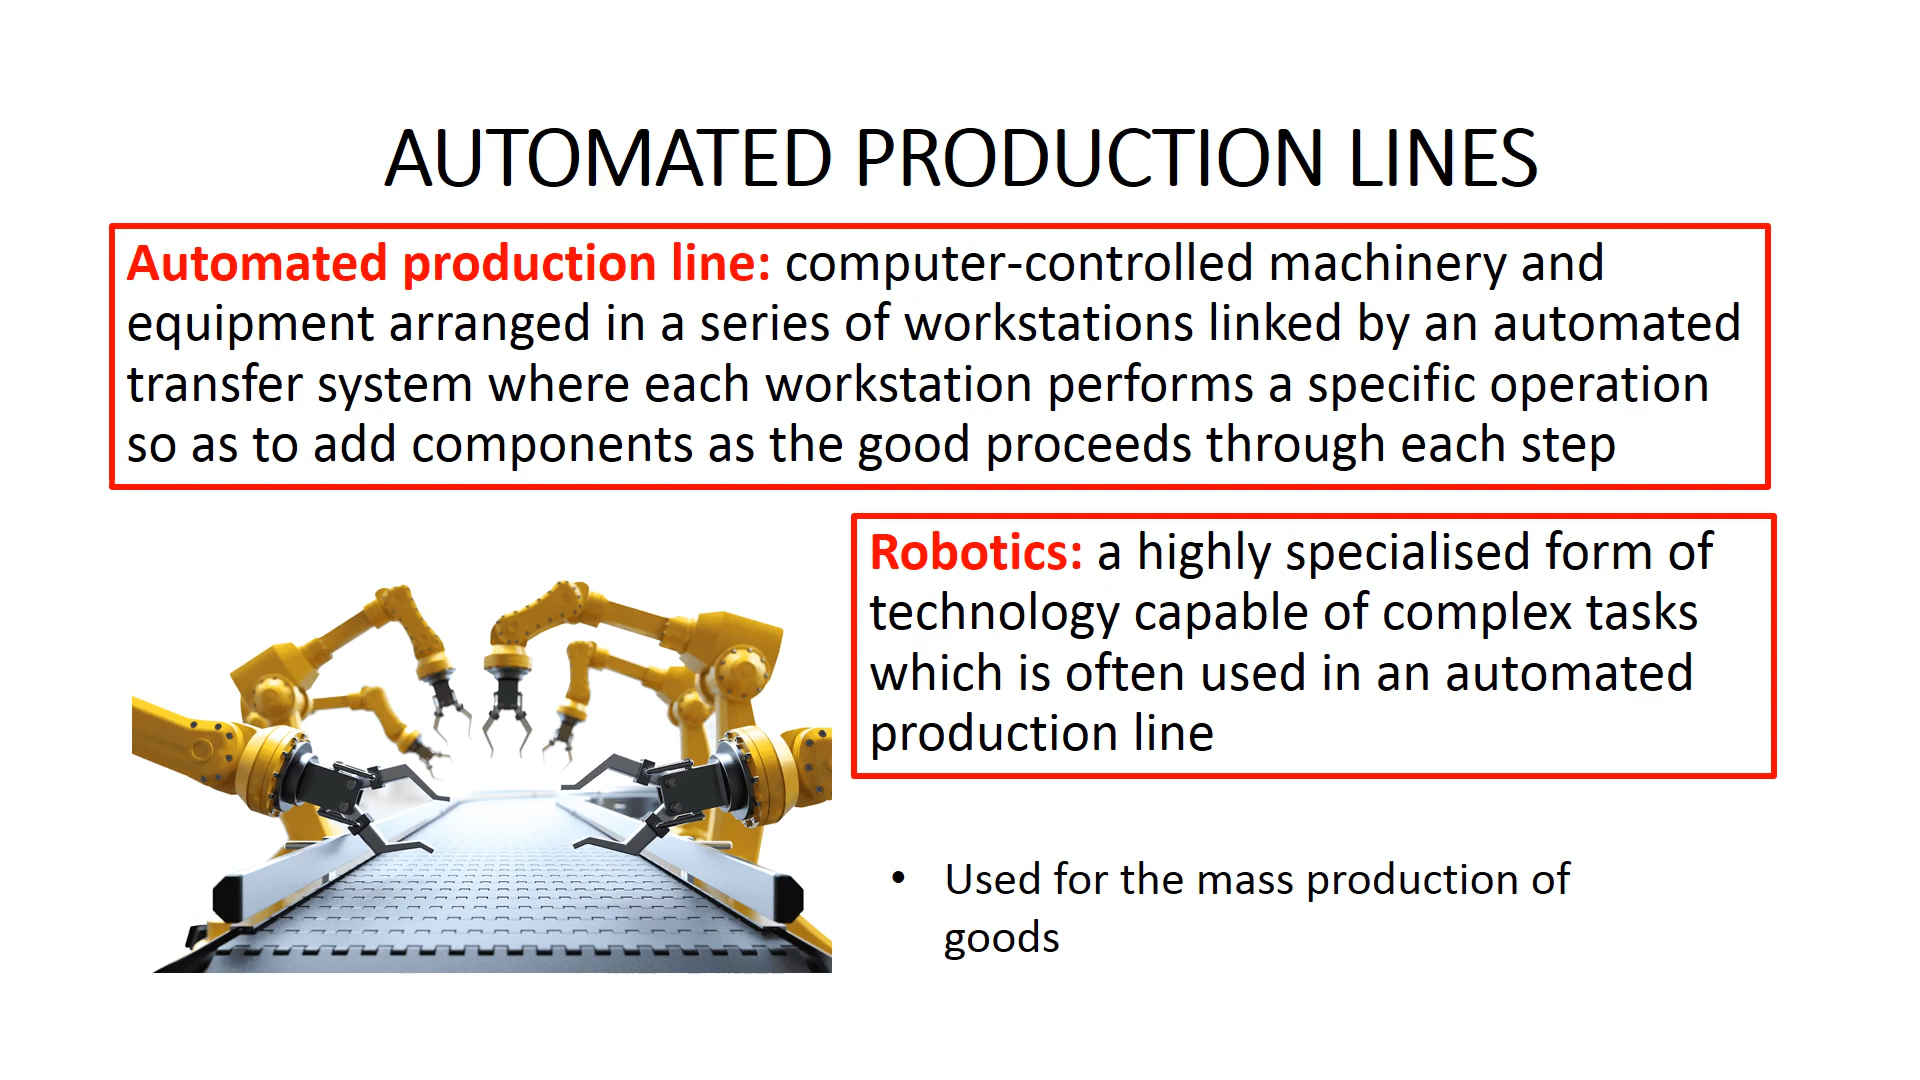 AUTOMATED PRODUCTION LINES
Automated production line: computer-controlled machinery and
equipment arranged in a series of workstations linked by an automated
transfer system where each workstation performs a specific operation
so as to add components as the good proceeds through each step
Robotics: a highly specialised form of
technology capable of complex tasks
which is often used in an automated
production line
• Used for the mass production of
goods